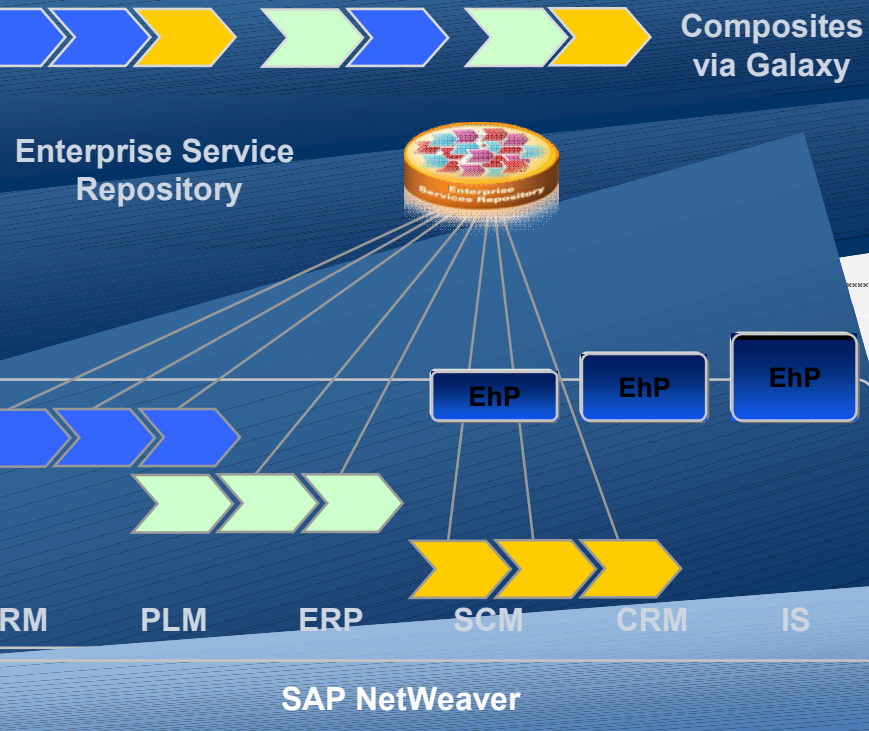 Composites
via Galaxy
Enterprise Service
Repository
Enterprise
Services Repository
EhP
EhP
EhP
RM
PLM
ERP
SCM
CRM
IS
SAP NetWeaver